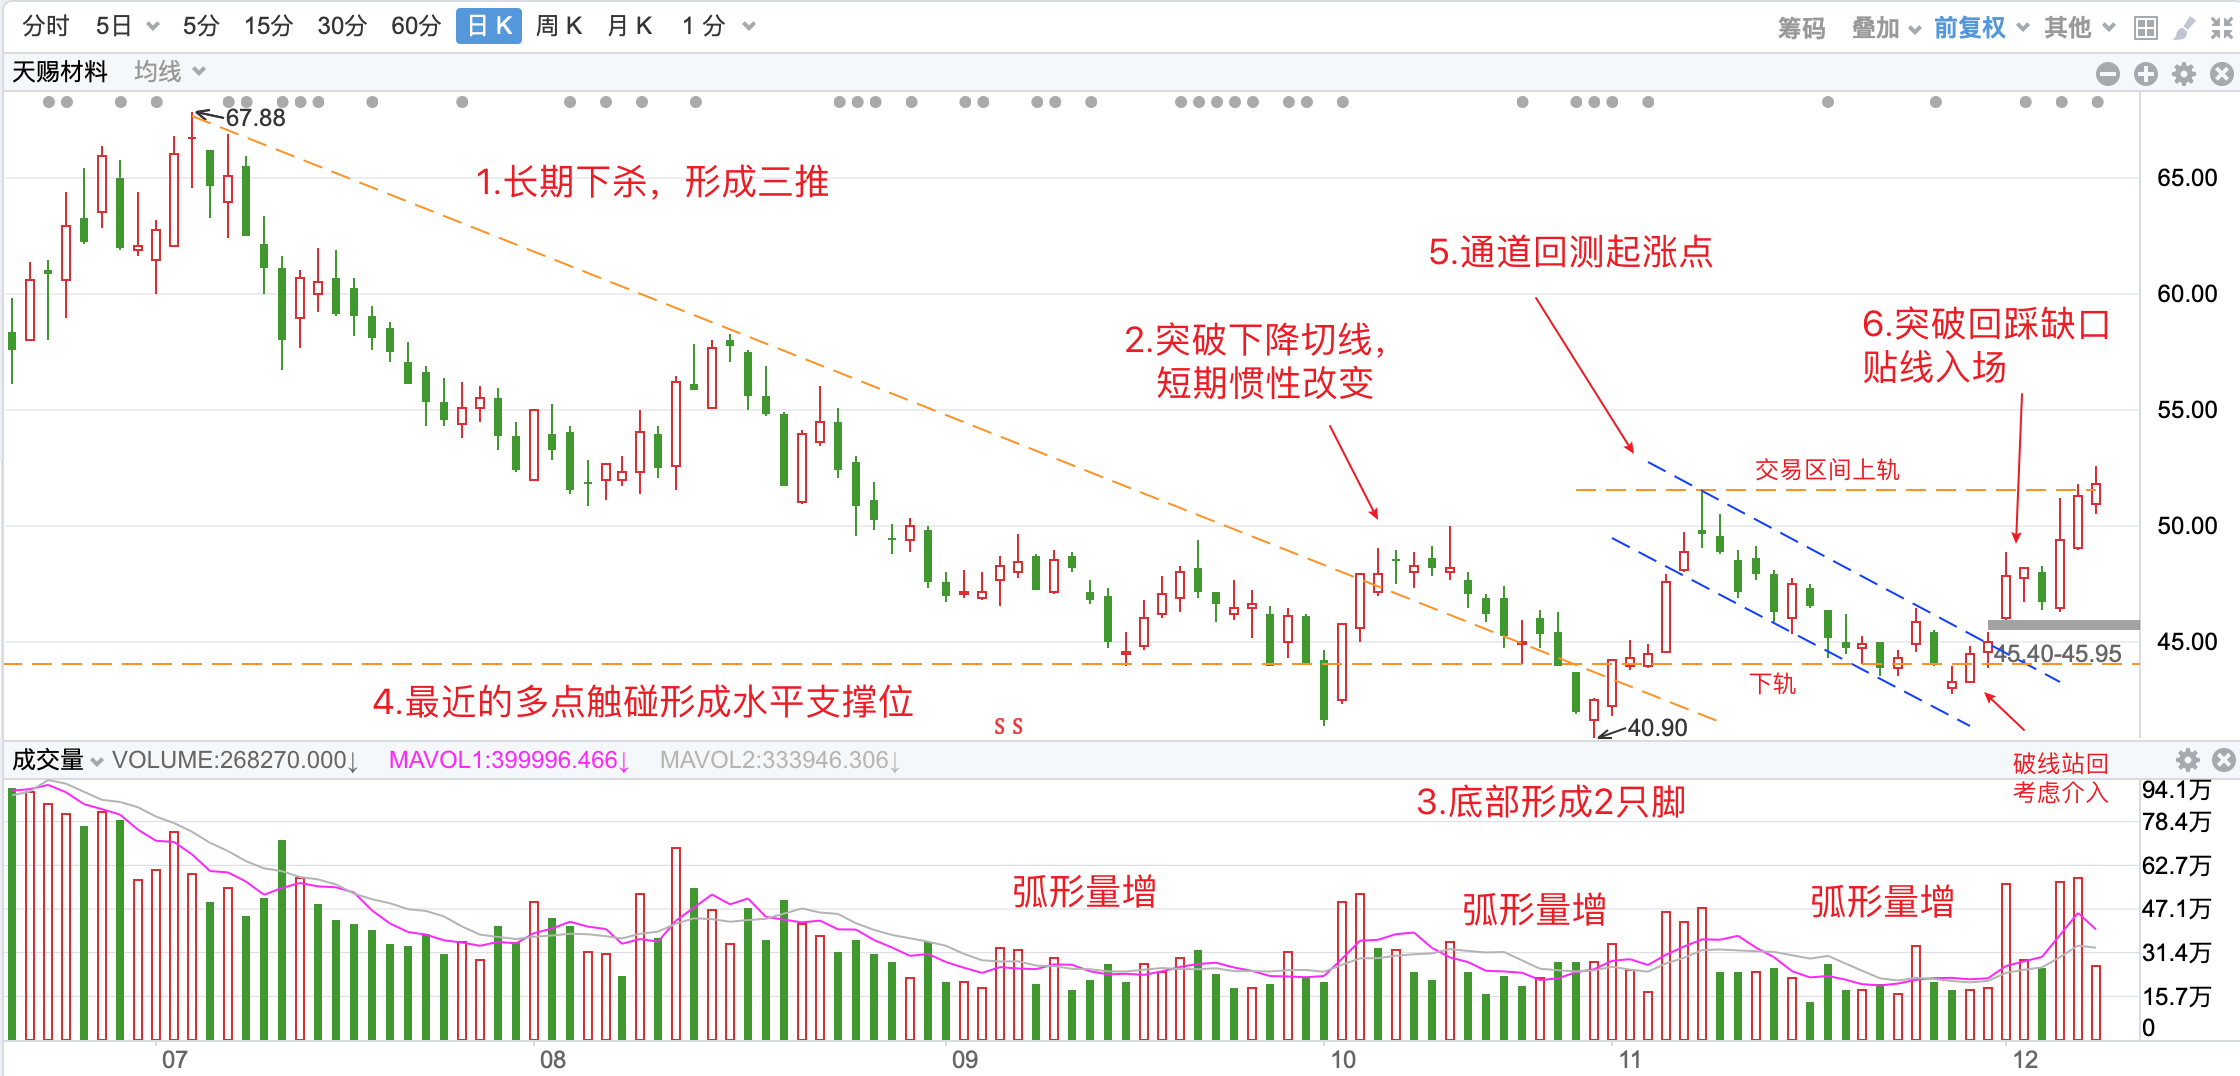 分时 5日 5分 15分 30分 60分 日K 周K 月K 1分 筹码 叠加 前复权 其他
天赐材料 均线
67.88
65.00
1.长期下杀，形成三推
5.通道回测起涨点
60.00
6.突破回踩缺口
贴线入场
2.突破下降切线，
短期惯性改变
55.00
交易区间上轨
50.00
45.00
45.40-45.95
下轨
4.最近的多点触碰形成水平支撑位
S S
40.90
成交量 VOLUME:268270.000↓ MAVOL1:399996.466↓ MAVOL2:333946.306↓
破线站回
考虑介入
94.1万
3.底部形成2只脚
78.4万
62.7万
弧形量增
弧形量增
弧形量增
47.1万
31.4万
15.7万
0
07 08 09 10 11 12